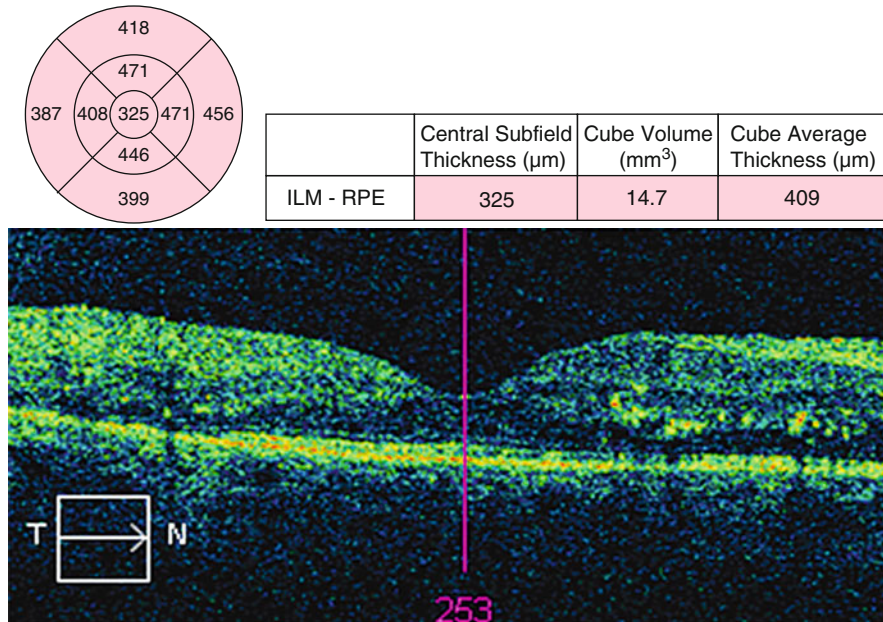 418
471
387 408 325 471 456
446
399
Central Subfield Thickness (µm)
Cube Volume (mm³)
Cube Average Thickness (µm)
ILM - RPE 325 14.7 409
T N
253